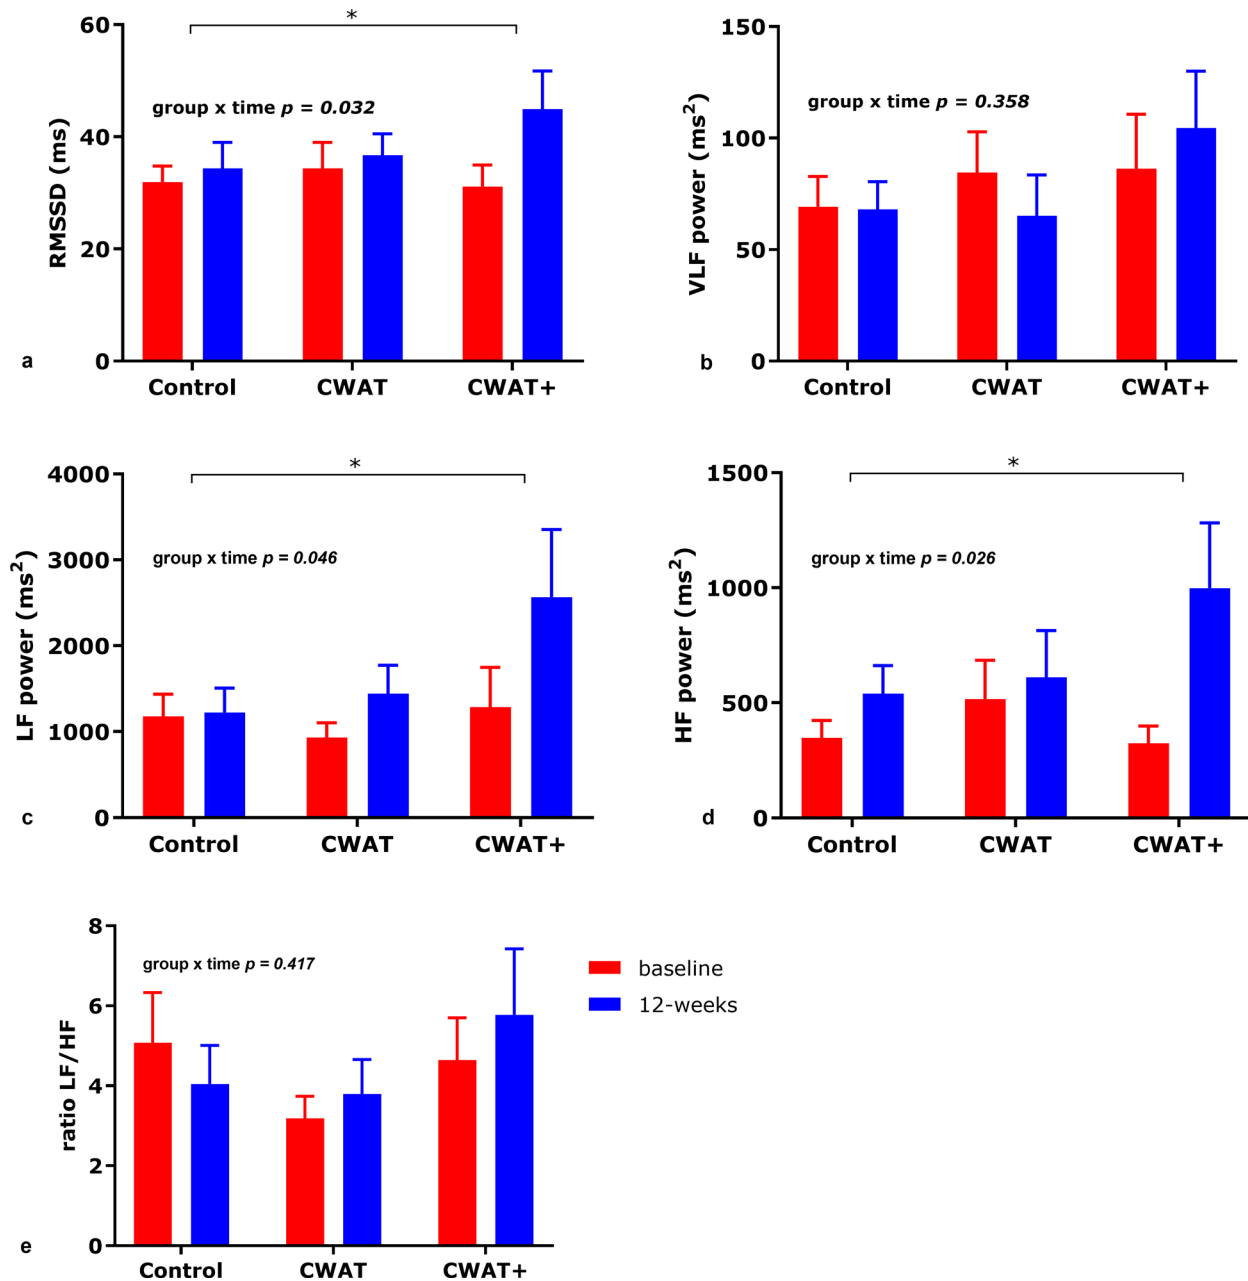 60
40
20
0
RMSSD (ms)
*
group x time p = 0.032
Control CWAT CWAT+
a
150
100
50
0
VLF power (ms²)
group x time p = 0.358
Control CWAT CWAT+
b
4000
3000
2000
1000
0
LF power (ms²)
*
group x time p = 0.046
Control CWAT CWAT+
c
1500
1000
500
0
HF power (ms²)
*
group x time p = 0.026
Control CWAT CWAT+
d
8
6
4
2
0
ratio LF/HF
group x time p = 0.417
Control CWAT CWAT+
e
baseline
12-weeks